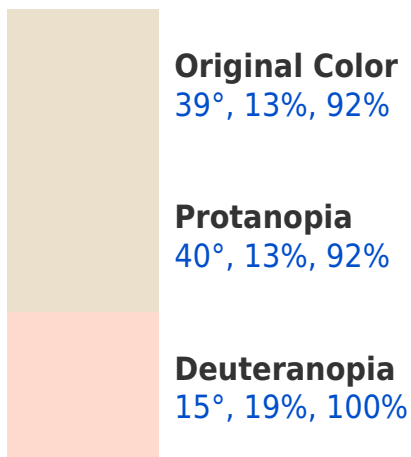 Original Color
39°, 13%, 92%
Protanopia
40°, 13%, 92%
Deuteranopia
15°, 19%, 100%